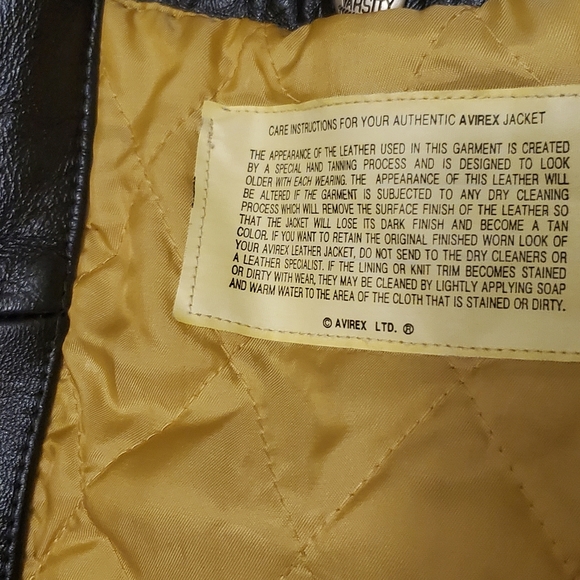 VARSITY
CARE INSTRUCTIONS FOR YOUR AUTHENTIC AVIREX JACKET
THE APPEARANCE OF THE LEATHER USED IN THIS GARMENT IS CREATED
BY A SPECIAL HAND TANNING PROCESS AND IS DESIGNED TO LOOK
OLDER WITH EACH WEARING. THE APPEARANCE OF THIS LEATHER WILL
BE ALTERED IF THE GARMENT IS SUBJECTED TO ANY DRY CLEANING
PROCESS WHICH WILL REMOVE THE SURFACE FINISH OF THE LEATHER SO
THAT THE JACKET WILL LOSE ITS DARK FINISH AND BECOME A TAN
COLOR. IF YOU WANT TO RETAIN THE ORIGINAL FINISHED WORN LOOK OF
YOUR AVIREX LEATHER JACKET, DO NOT SEND TO THE DRY CLEANERS OR
A LEATHER SPECIALIST. IF THE LINING OR KNIT TRIM BECOMES STAINED
OR DIRTY WITH WEAR, THEY MAY BE CLEANED BY LIGHTLY APPLYING SOAP
AND WARM WATER TO THE AREA OF THE CLOTH THAT IS STAINED OR DIRTY.
© AVIREX LTD. ®